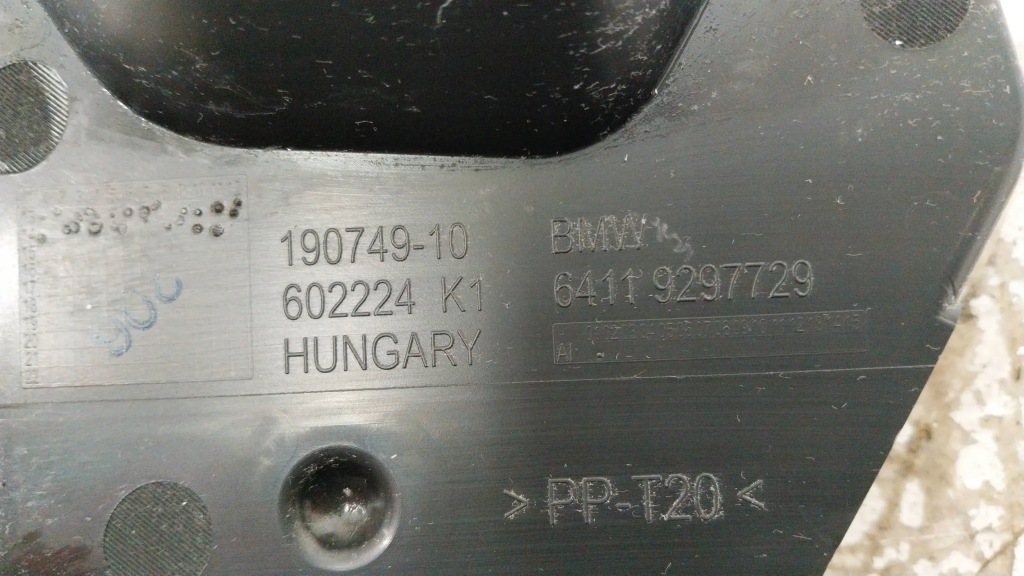 190749-10
602224 K1
HUNGARY
BMW
6411 9297729
> PP-T20 <